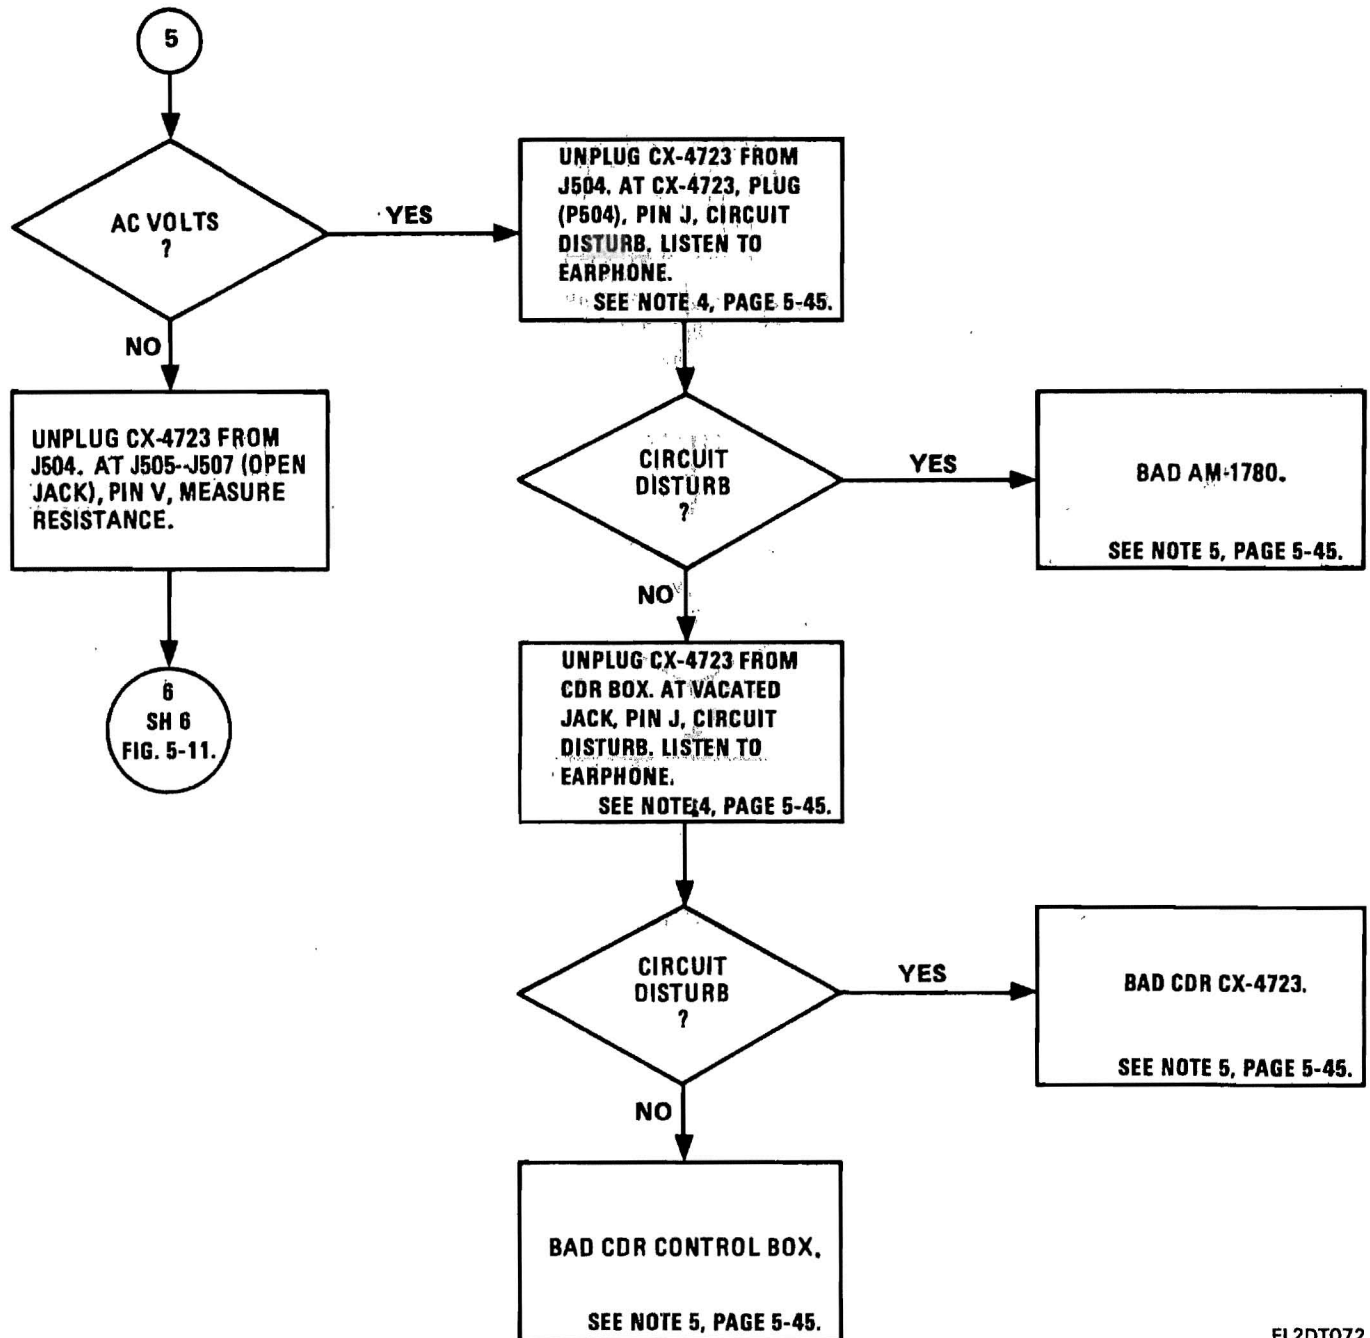 5
AC VOLTS
?
YES
NO
UNPLUG CX-4723 FROM
J504. AT CX-4723, PLUG
(P504), PIN J, CIRCUIT
DISTURB. LISTEN TO
EARPHONE.
SEE NOTE 4, PAGE 5-45.
UNPLUG CX-4723 FROM
J504. AT J505-J507 (OPEN
JACK), PIN V, MEASURE
RESISTANCE.
6
SH 6
FIG. 5-11.
CIRCUIT
DISTURB
?
YES
BAD AM-1780.
SEE NOTE 5, PAGE 5-45.
NO
UNPLUG CX-4723 FROM
CDR BOX. AT VACATED
JACK, PIN J, CIRCUIT
DISTURB. LISTEN TO
EARPHONE.
SEE NOTE 4, PAGE 5-45.
CIRCUIT
DISTURB
?
YES
BAD CDR CX-4723.
SEE NOTE 5, PAGE 5-45.
NO
BAD CDR CONTROL BOX.
SEE NOTE 5, PAGE 5-45.
EL2DT072